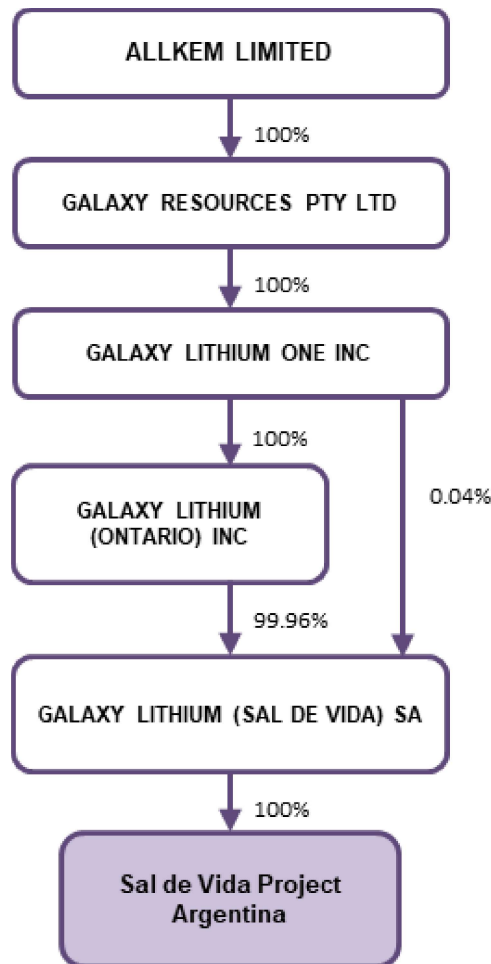 ALLKEM LIMITED
100%
GALAXY RESOURCES PTY LTD
100%
GALAXY LITHIUM ONE INC
100%
0.04%
GALAXY LITHIUM
(ONTARIO) INC
99.96%
GALAXY LITHIUM (SAL DE VIDA) SA
100%
Sal de Vida Project
Argentina